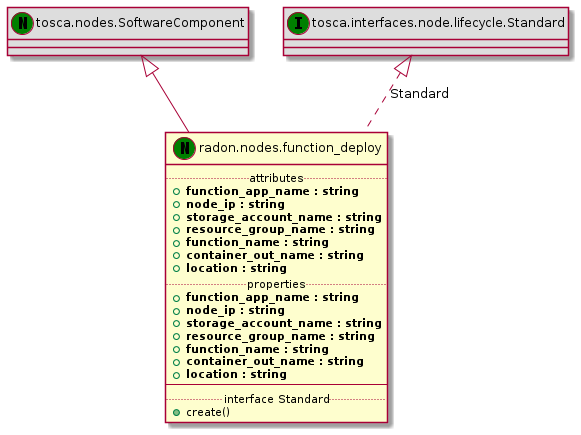 N tosca.nodes.SoftwareComponent
I tosca.interfaces.node.lifecycle.Standard
Standard
N radon.nodes.function_deploy
attributes
function_app_name : string
node_ip : string
storage_account_name : string
resource_group_name : string
function_name : string
container_out_name : string
location : string
properties
function_app_name : string
node_ip : string
storage_account_name : string
resource_group_name : string
function_name : string
container_out_name : string
location : string
interface Standard
create()